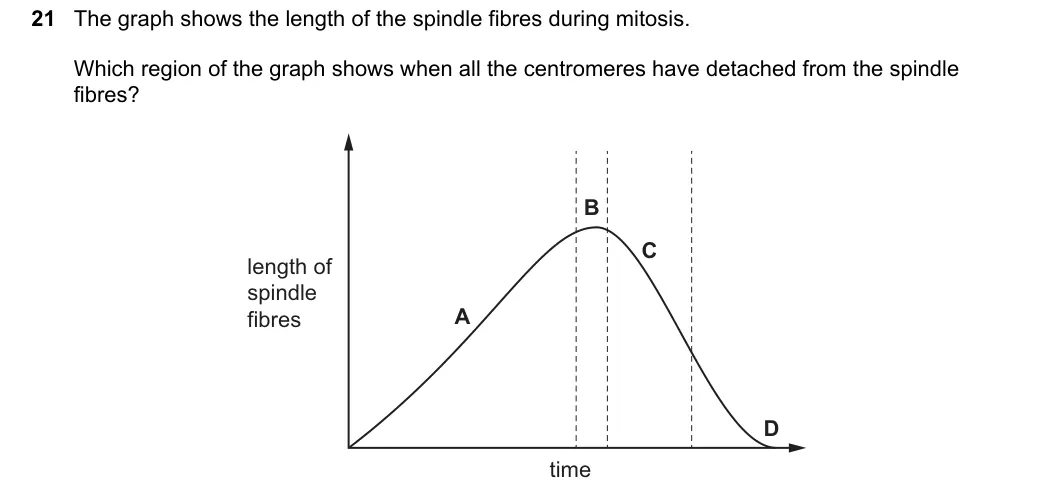 21 The graph shows the length of the spindle fibres during mitosis.
Which region of the graph shows when all the centromeres have detached from the spindle
fibres?
B
C
length of
spindle
fibres
A
D
time